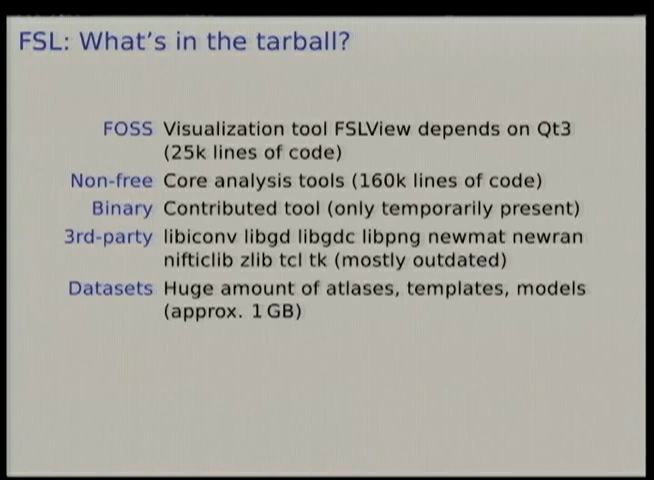 FSL: What's in the tarball?
FOSS Visualization tool FSLView depends on Qt3
(25k lines of code)
Non-free Core analysis tools (160k lines of code)
Binary Contributed tool (only temporarily present)
3rd-party libiconv libgd libgdc libpng newmat newran
nifticlib zlib tcl tk (mostly outdated)
Datasets Huge amount of atlases, templates, models
(approx. 1 GB)